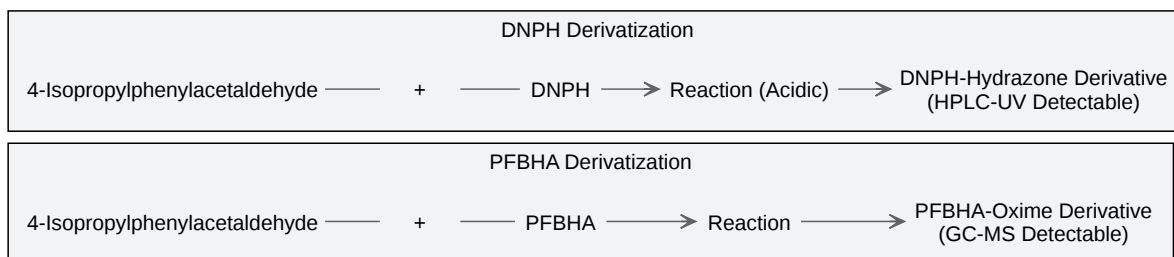 DNPH Derivatization
4-Isopropylphenylacetaldehyde + DNPH Reaction (Acidic) DNPH-Hydrazone Derivative
(HPLC-UV Detectable)
PFBHA Derivatization
4-Isopropylphenylacetaldehyde + PFBHA Reaction PFBHA-Oxime Derivative
(GC-MS Detectable)